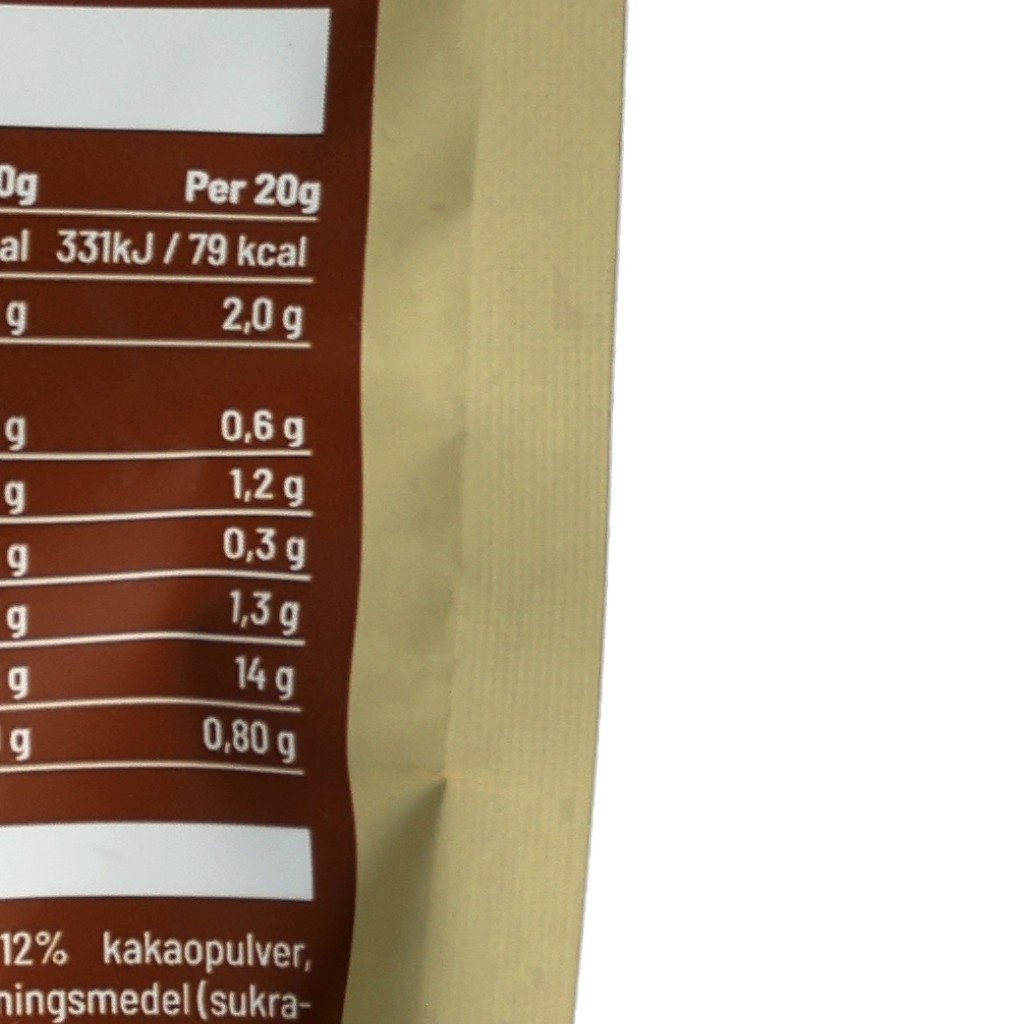 0g Per 20g
al 331kJ / 79 kcal
g 2,0 g
g 0,6 g
g 1,2 g
g 0,3 g
g 1,3 g
g 14 g
g 0,80 g
12% kakaopulver,
ningsmedel (sukra-